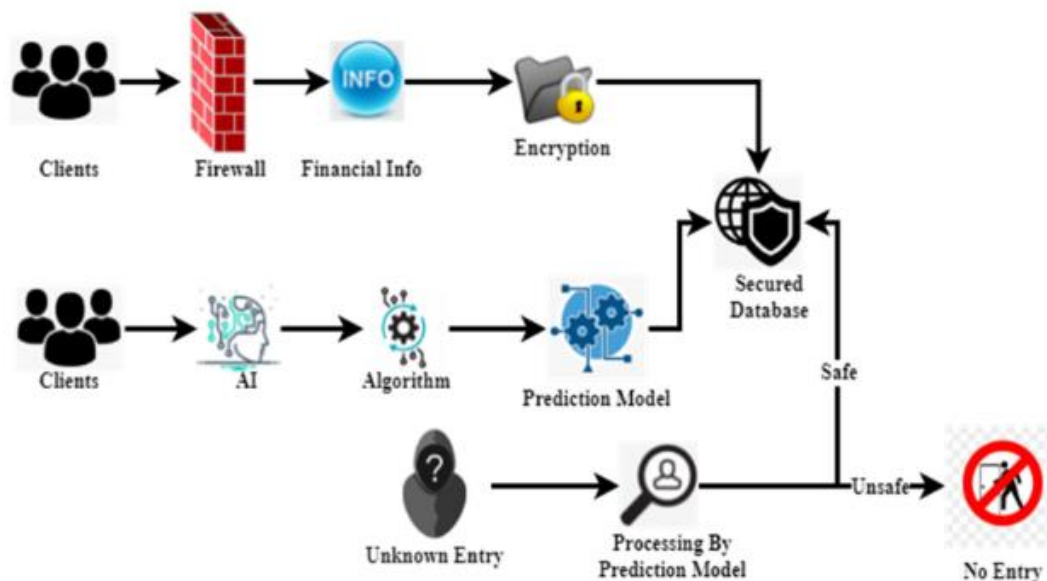 INFO
Clients
Firewall
Financial Info
Encryption
Secured
Database
Clients
AI
Algorithm
Prediction Model
Safe
?
Unsafe
Unknown Entry
Processing By
Prediction Model
No Entry